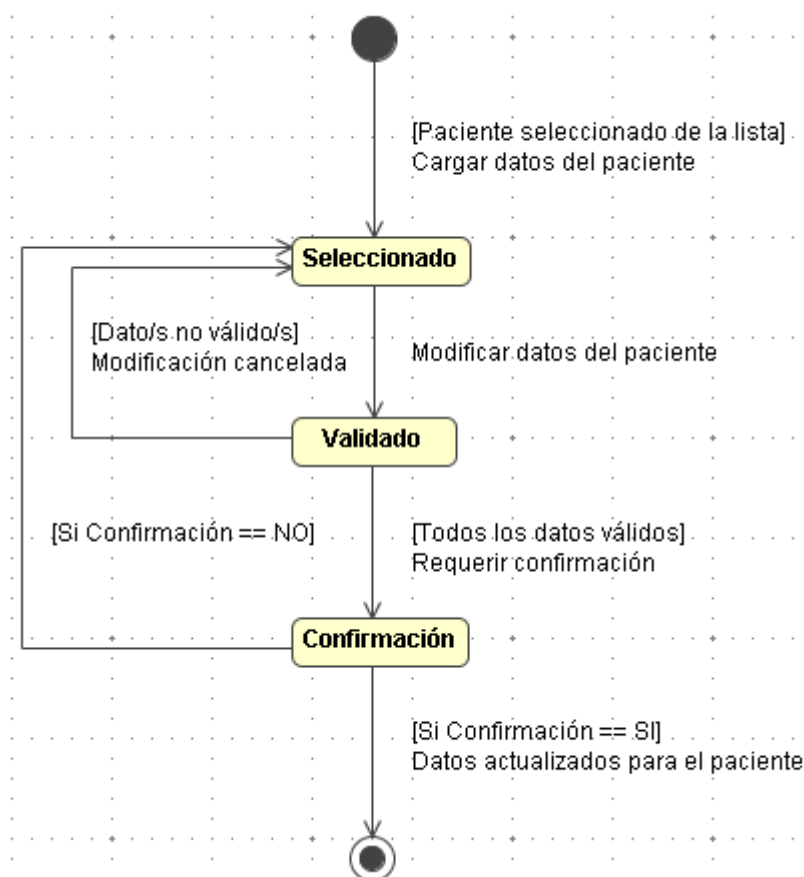 [Paciente seleccionado de la lista]
Cargar datos del paciente
Seleccionado
[Dato/s no válido/s]
Modificación cancelada
Modificar datos del paciente
Validado
[Si Confirmación == NO]
[Todos los datos válidos]
Requerir confirmación
Confirmación
[Si Confirmación == SI]
Datos actualizados para el paciente